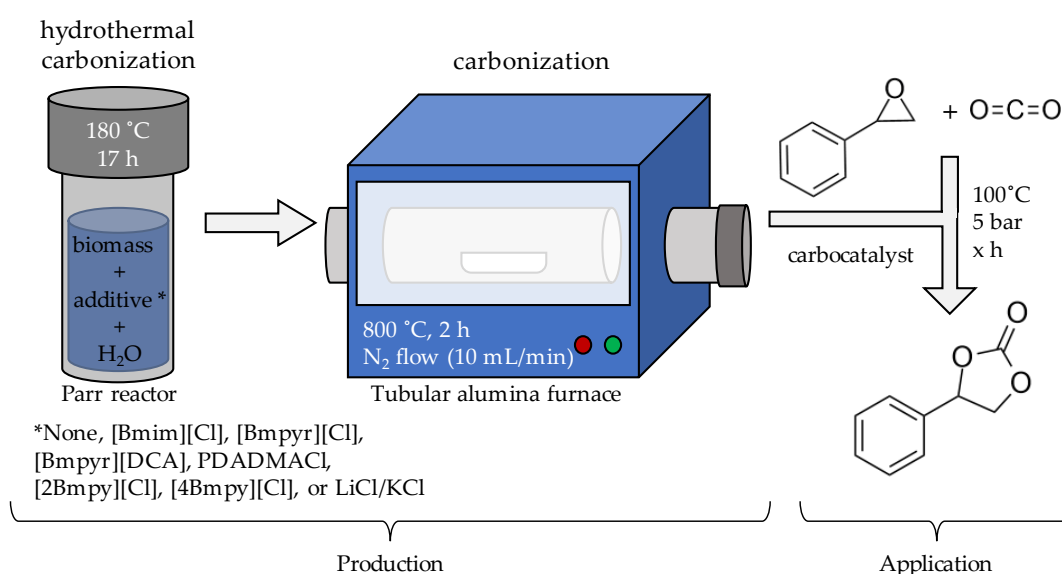 hydrothermal
carbonization
180 °C
17 h
biomass
+
additive *
+
H₂O
Parr reactor
*None, [Bmim][Cl], [Bmpyr][Cl],
[Bmpyr][DCA], PDADMACl,
[2Bmpy][Cl], [4Bmpy][Cl], or LiCl/KCl
carbonization
800 °C, 2 h
N₂ flow (10 mL/min)
Tubular alumina furnace
Production
O
+ O=C=O
carbocatalyst
100°C
5 bar
x h
O
O
O
Application